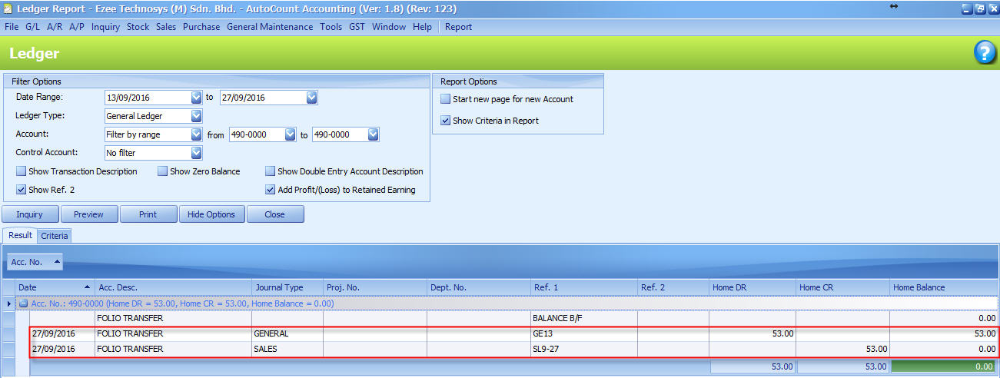 Ledger Report - Ezee Technosys (M) Sdn. Bhd. - AutoCount Accounting (Ver: 1.8) (Rev: 123)
File G/L A/R A/P Inquiry Stock Sales Purchase General Maintenance Tools GST Window Help Report
Ledger
?
Filter Options
Date Range: 13/09/2016 to 27/09/2016
Ledger Type: General Ledger
Account: Filter by range from 490-0000 to 490-0000
Control Account: No filter
Show Transaction Description Show Zero Balance Show Double Entry Account Description
Show Ref. 2 Add Profit/(Loss) to Retained Earning
Report Options
Start new page for new Account
Show Criteria in Report
Inquiry Preview Print Hide Options Close
Result Criteria
Acc. No.
Date Acc. Desc. Journal Type Proj. No. Dept. No. Ref. 1 Ref. 2 Home DR Home CR Home Balance
Acc. No.: 490-0000 (Home DR = 53.00, Home CR = 53.00, Home Balance = 0.00)
FOLIO TRANSFER BALANCE B/F 0.00
27/09/2016 FOLIO TRANSFER GENERAL GE13 53.00 53.00
27/09/2016 FOLIO TRANSFER SALES SL9-27 53.00 0.00
53.00 53.00 0.00